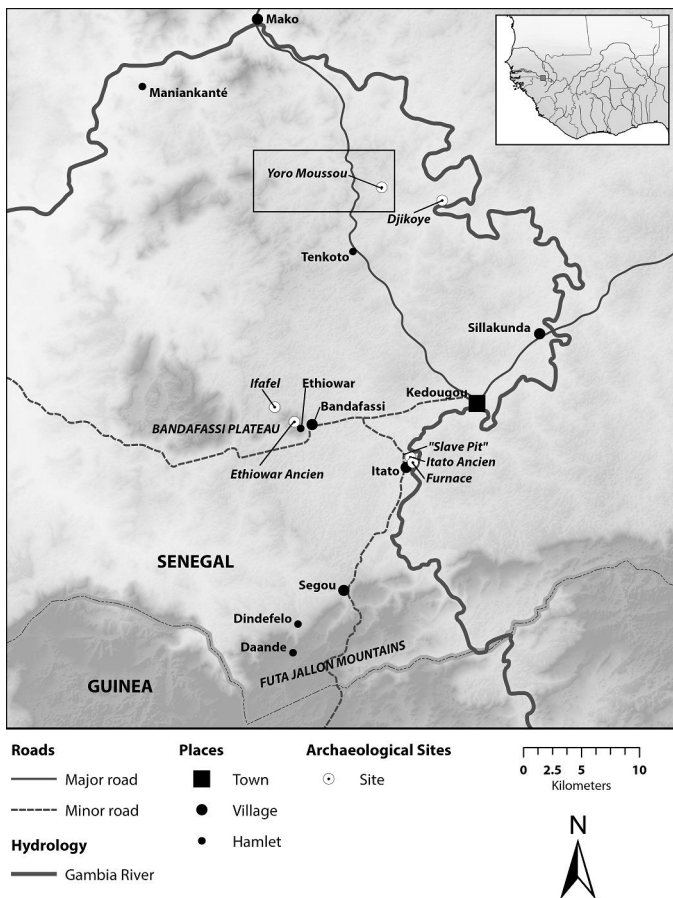 Mako
Maniankanté
Yoro Moussou
Djikoye
Tenkoto
Sillakunda
Kedougou
Ifafel
Ethiowar
Bandafassi
BANDAFASSI PLATEAU
Ethiowar Ancien
"Slave Pit"
Itato Ancien
Itato
Furnace
SENEGAL
Segou
Dindefelo
Daande
FUTA JALLON MOUNTAINS
GUINEA
Roads
Major road
Minor road
Hydrology
Gambia River
Places
Town
Village
Hamlet
Archaeological Sites
Site
0 2.5 5 10
Kilometers
N